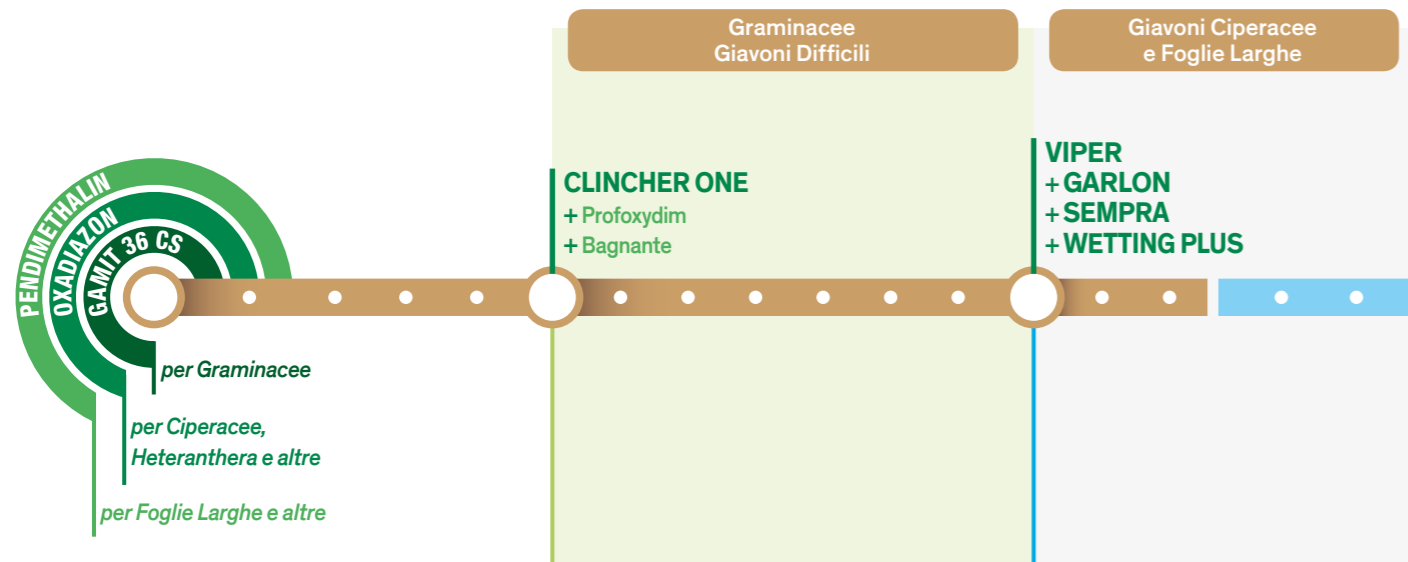 Graminacee
Giavoni Difficili
Giavoni Ciperacee
e Foglie Larghe
PENDIMETHALIN
OXADIAZON
GAMIT 36 CS
per Graminacee
per Ciperacee,
Heteranthera e altre
per Foglie Larghe e altre
CLINCHER ONE
+ Profoxydim
+ Bagnante
VIPER
+ GARLON
+ SEMPRA
+ WETTING PLUS